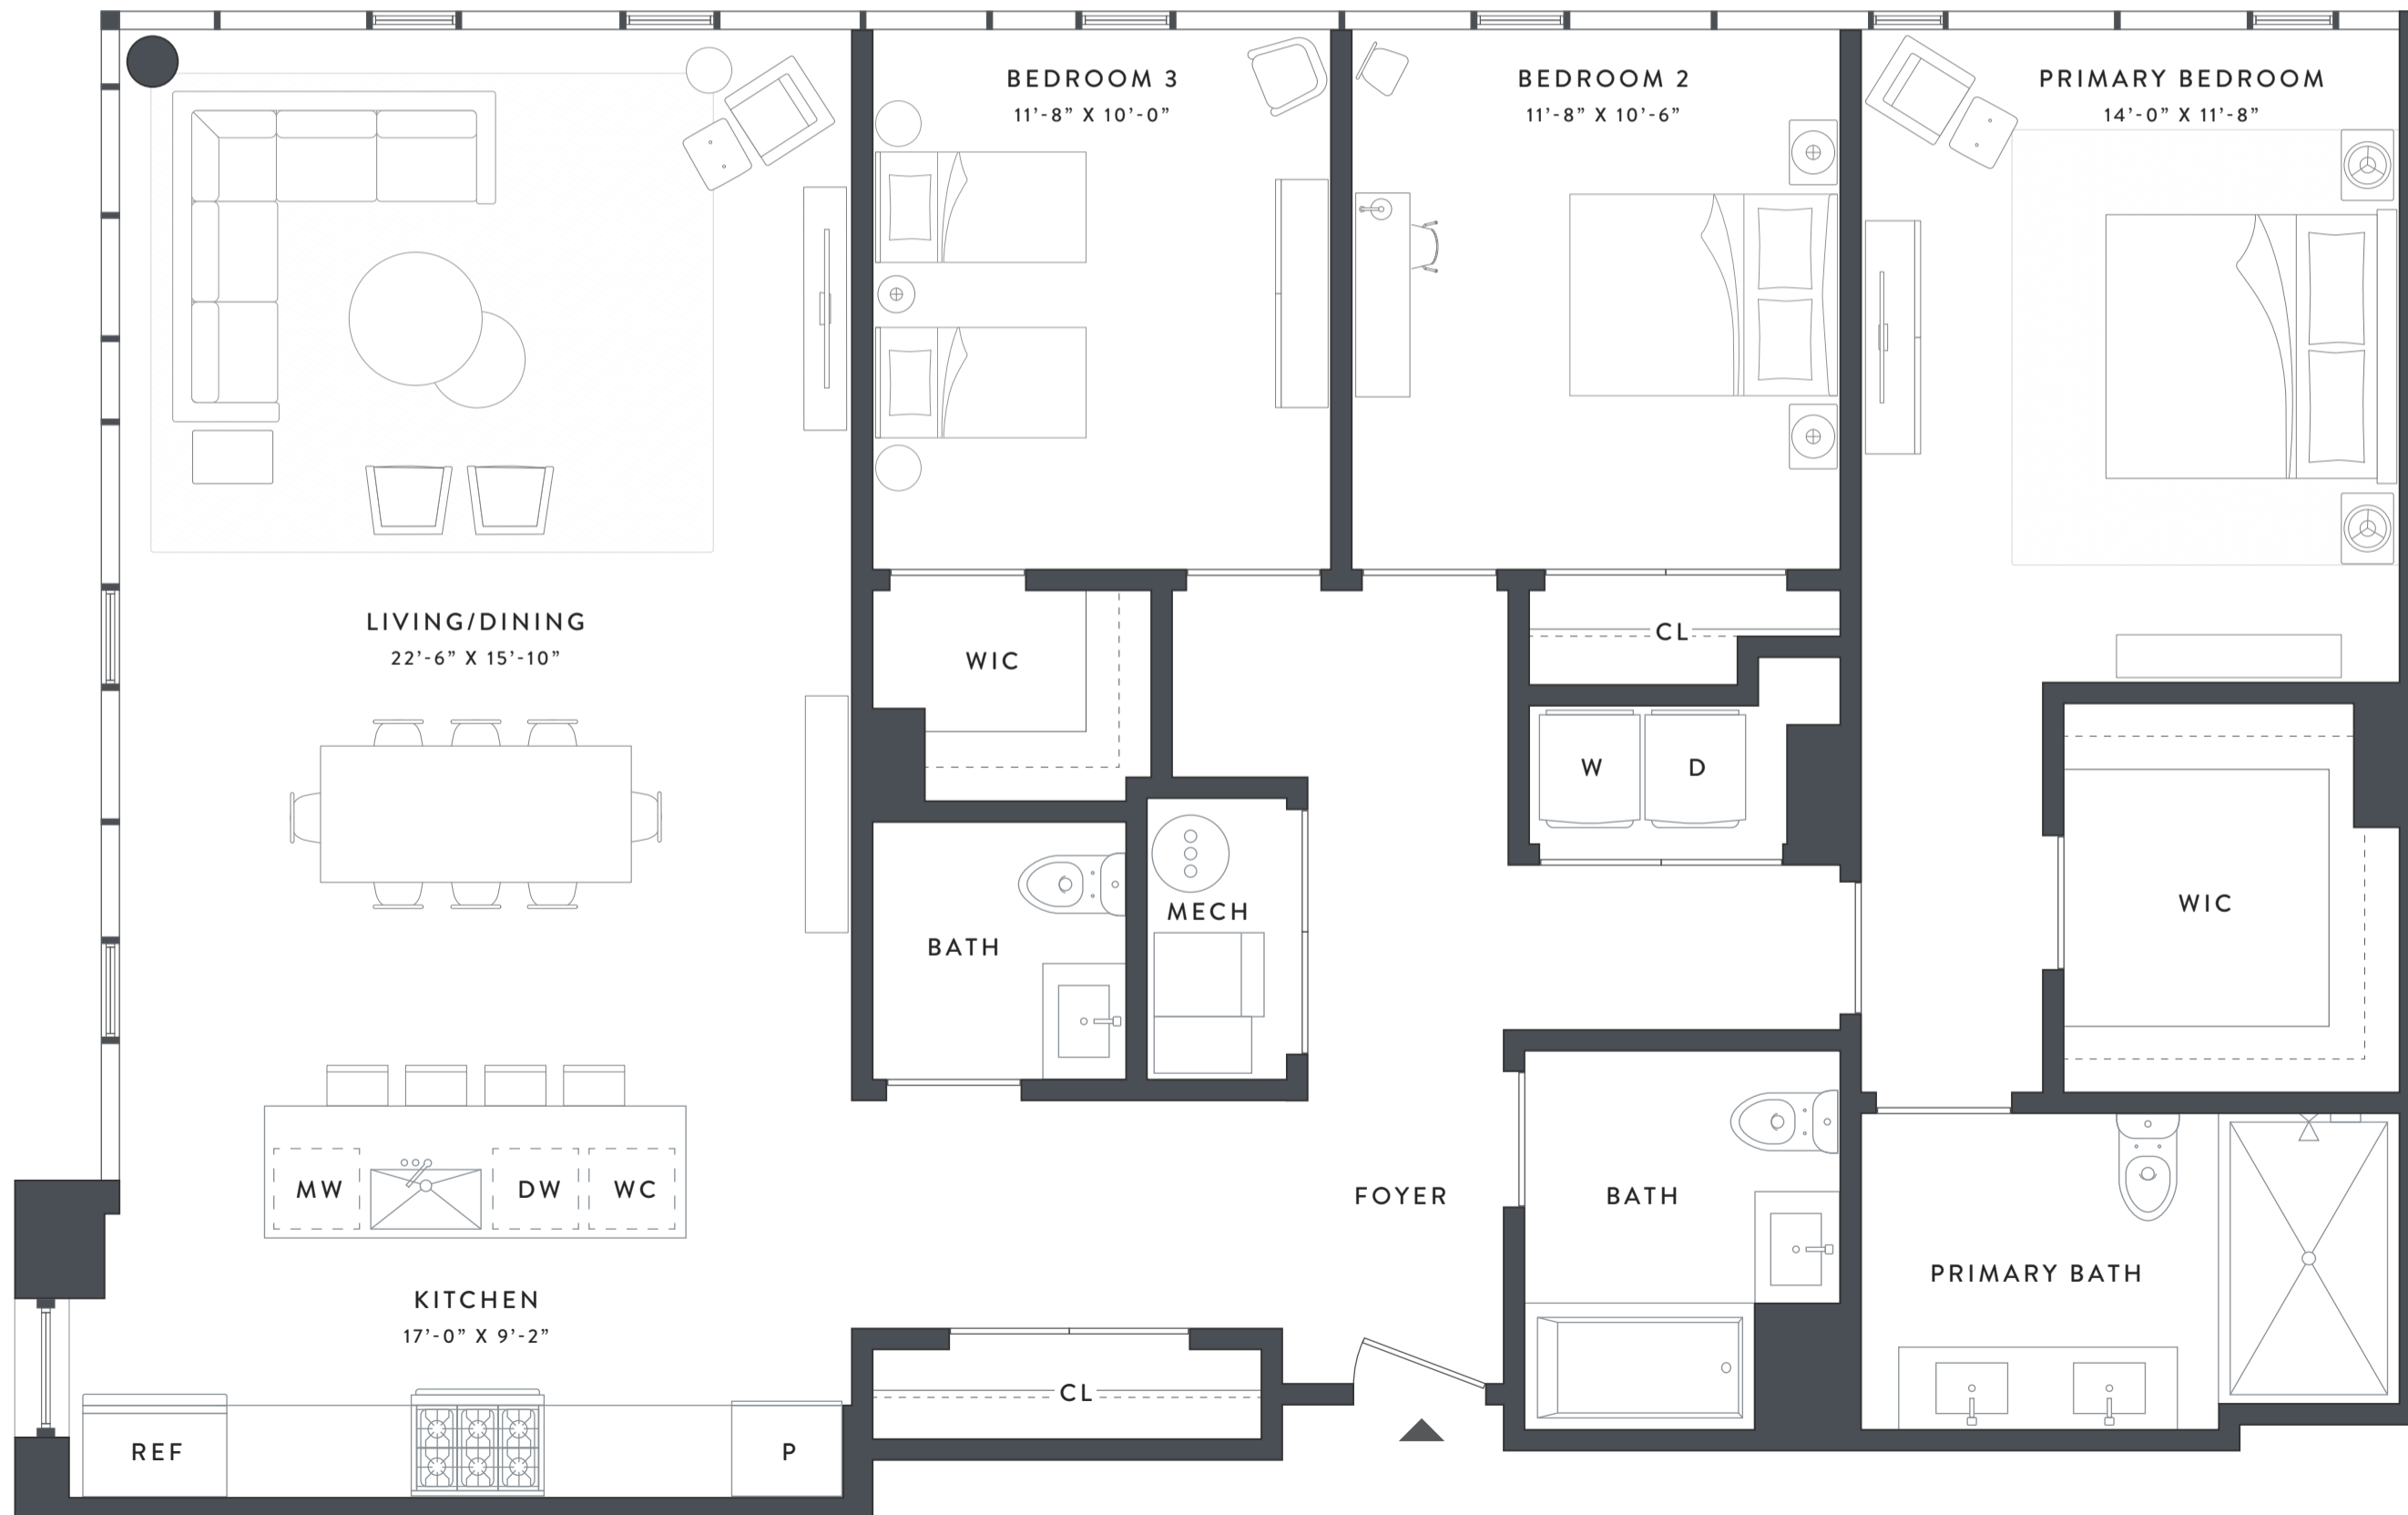 BEDROOM 3
11’-8” X 10’-0”
BEDROOM 2
11’-8” X 10’-6”
PRIMARY BEDROOM
14’-0” X 11’-8”
LIVING/DINING
22’-6” X 15’-10”
WIC
CL
W
D
MECH
BATH
WIC
MW
DW
WC
FOYER
BATH
PRIMARY BATH
KITCHEN
17’-0” X 9’-2”
CL
REF
P